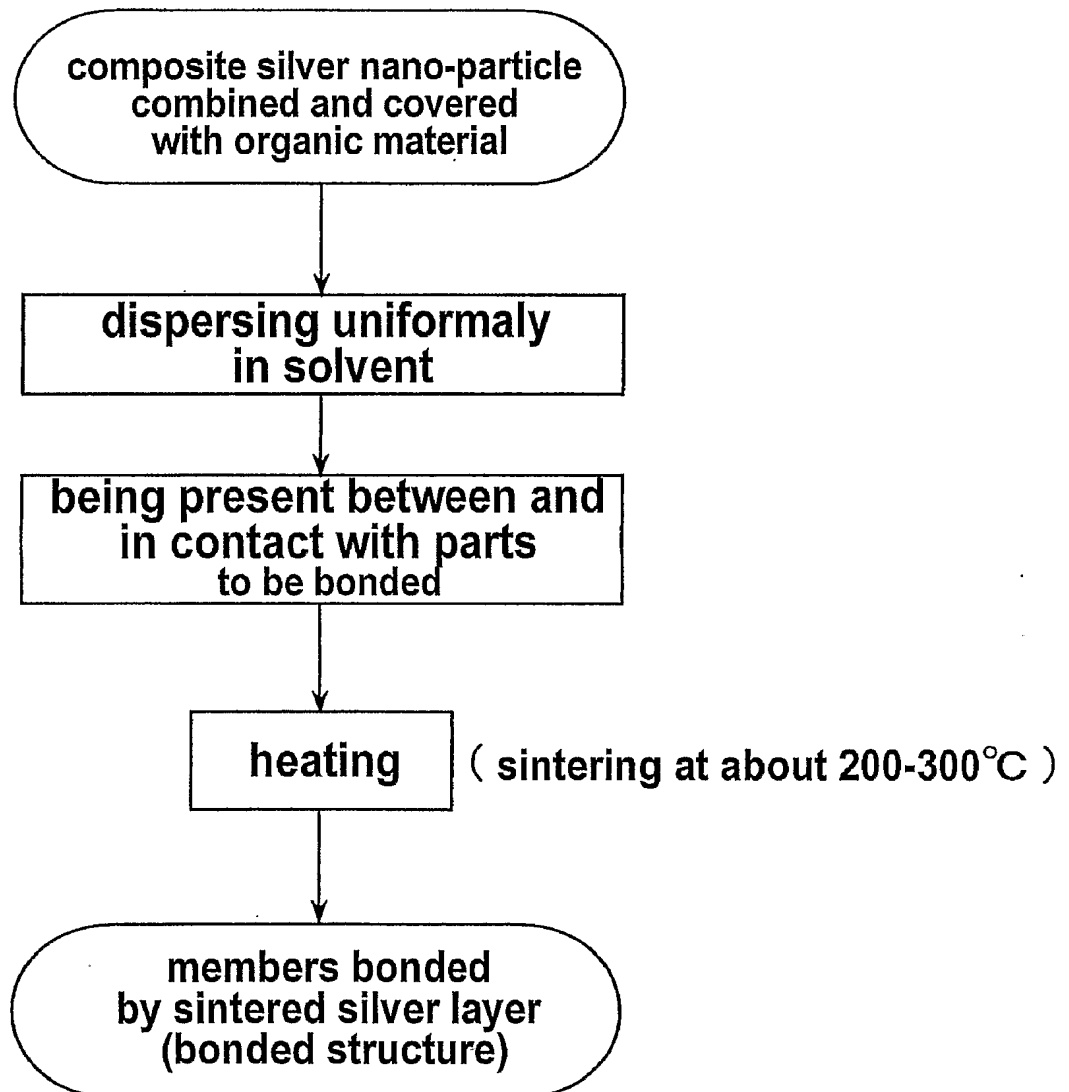 composite silver nano-particle
combined and covered
with organic material
dispersing uniformaly
in solvent
being present between and
in contact with parts
to be bonded
heating
( sintering at about 200-300℃ )
members bonded
by sintered silver layer
(bonded structure)